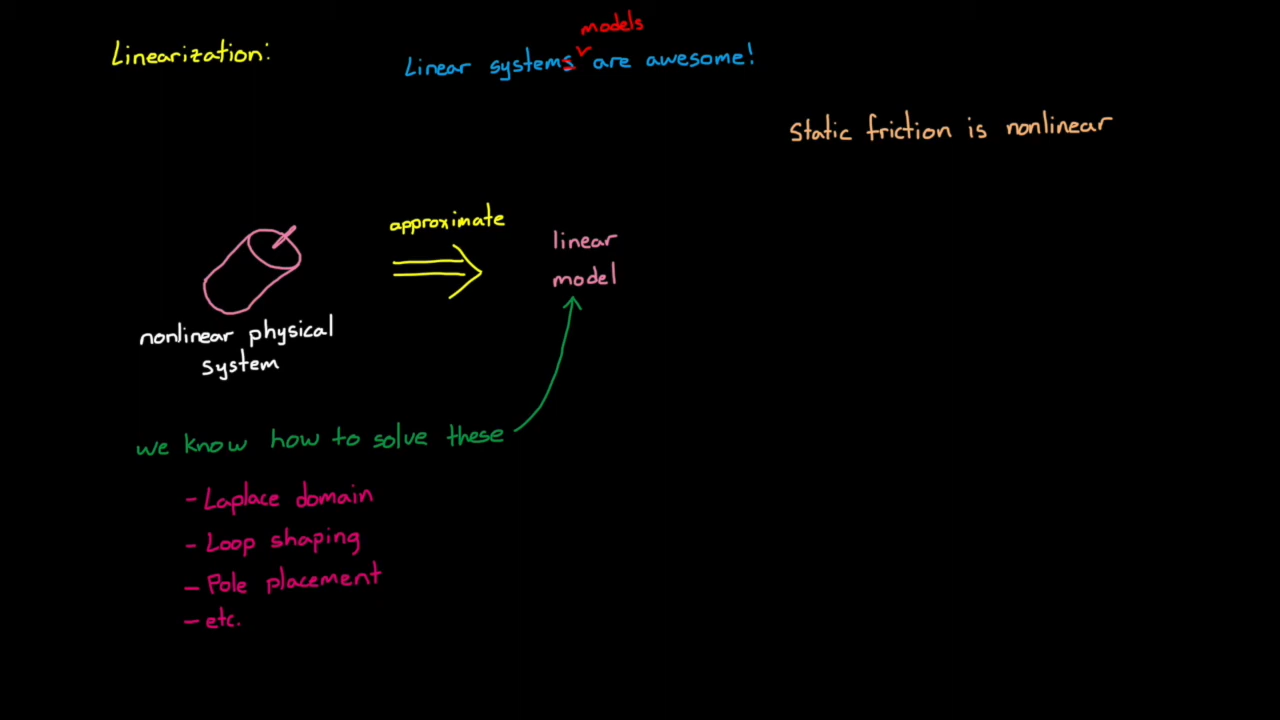 Linearization:
models
Linear systems are awesome!
Static friction is nonlinear
approximate
linear
model
nonlinear physical
system
we know how to solve these
- Laplace domain
- Loop shaping
- Pole placement
- etc.